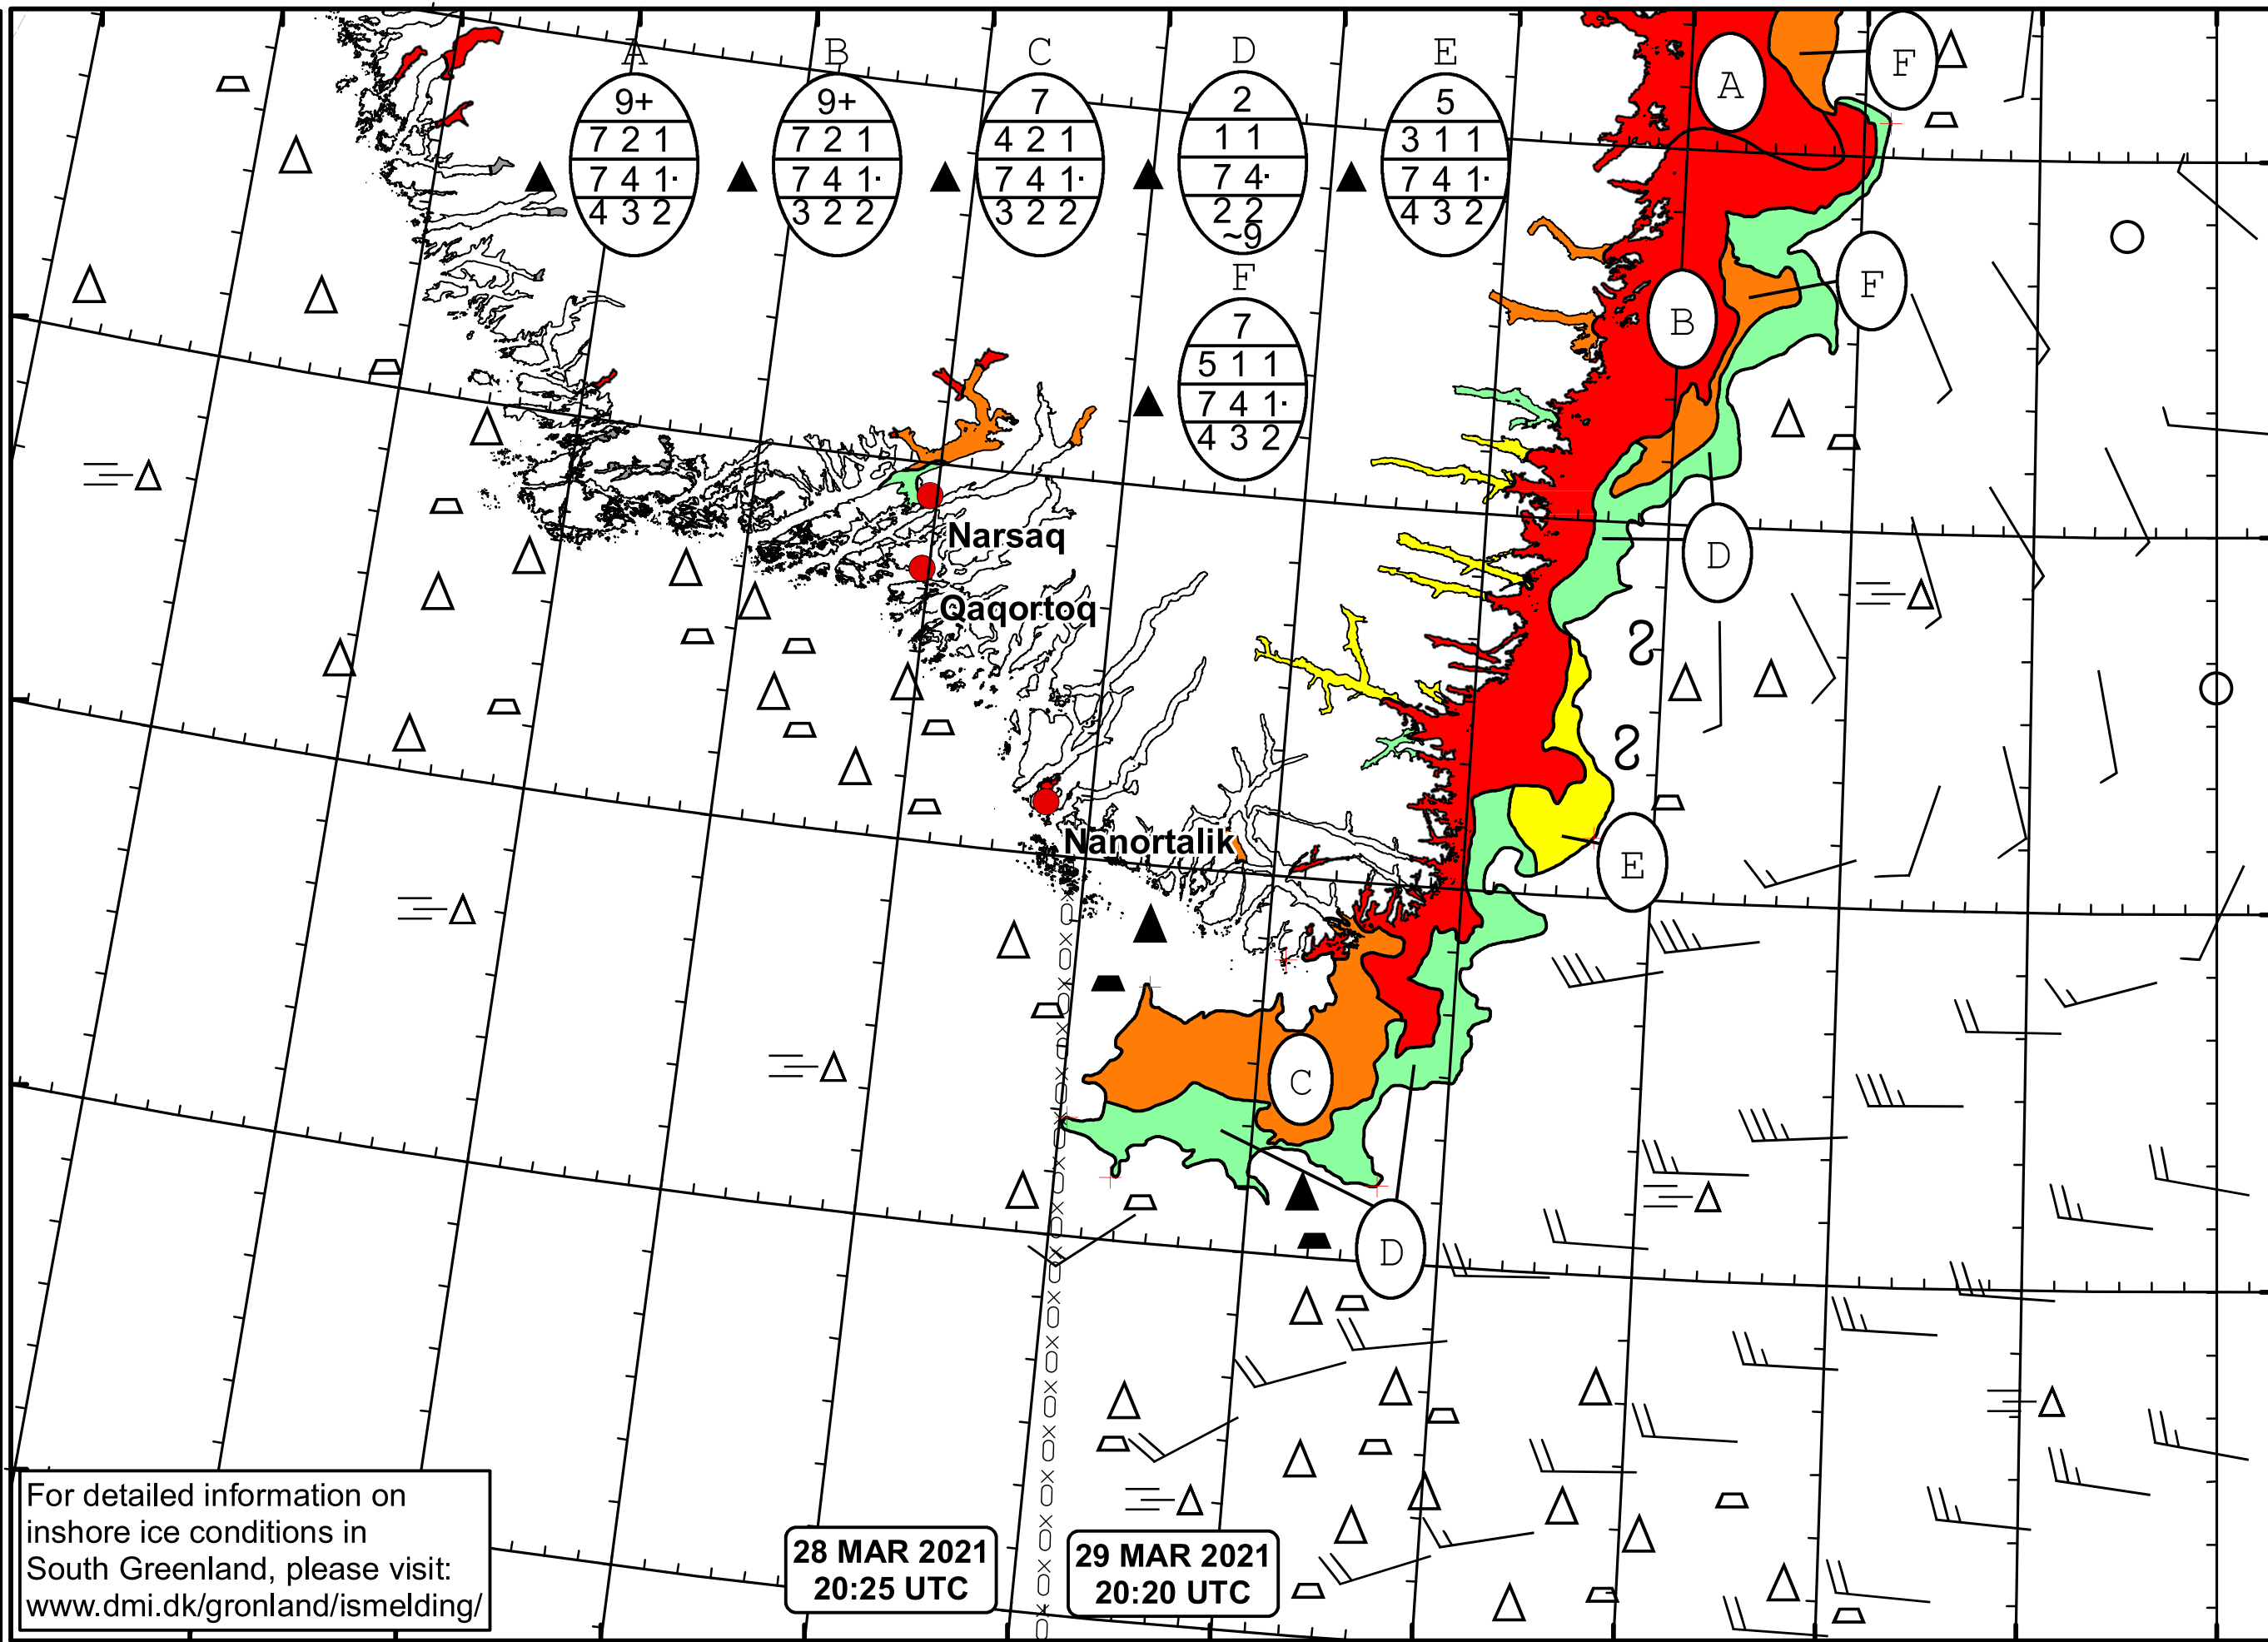 A B C D E
9+
7 2 1
7 4 1·
4 3 2
9+
7 2 1
7 4 1·
3 2 2
7
4 2 1
7 4 1·
3 2 2
2
1 1
7 4·
2 2
~9
5
3 1 1
7 4 1·
4 3 2
F
7
5 1 1
7 4 1·
4 3 2
A
F
F
B
D
E
C
D
Narsaq
Qaqortoq
Nanortalik
For detailed information on
inshore ice conditions in
South Greenland, please visit:
www.dmi.dk/gronland/ismelding/
28 MAR 2021
20:25 UTC
29 MAR 2021
20:20 UTC